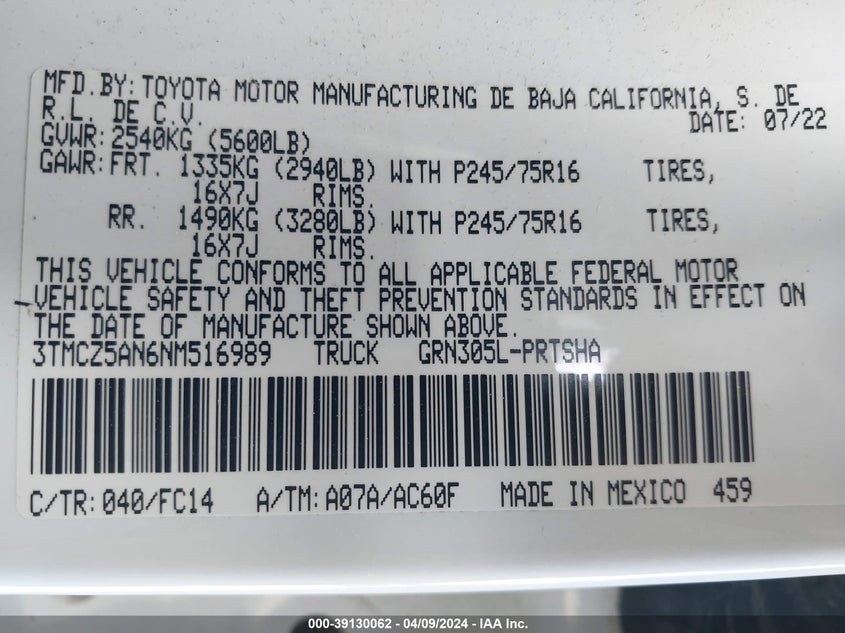 MFD.BY: TOYOTA MOTOR MANUFACTURING DE BAJA CALIFORNIA, S. DE
R.L. DE C.V. DATE: 07/22
GVWR: 2540KG (5600LB)
GAWR: FRT. 1335KG (2940LB) WITH P245/75R16 TIRES,
16X7J RIMS.
RR. 1490KG (3280LB) WITH P245/75R16 TIRES,
16X7J RIMS.
THIS VEHICLE CONFORMS TO ALL APPLICABLE FEDERAL MOTOR
VEHICLE SAFETY AND THEFT PREVENTION STANDARDS IN EFFECT ON
THE DATE OF MANUFACTURE SHOWN ABOVE.
3TMCZ5AN6NM516989 TRUCK GRN305L-PRTSHA
C/TR: 040/FC14 A/TM: A07A/AC60F MADE IN MEXICO 459
000-39130062 - 04/09/2024 - IAA Inc.